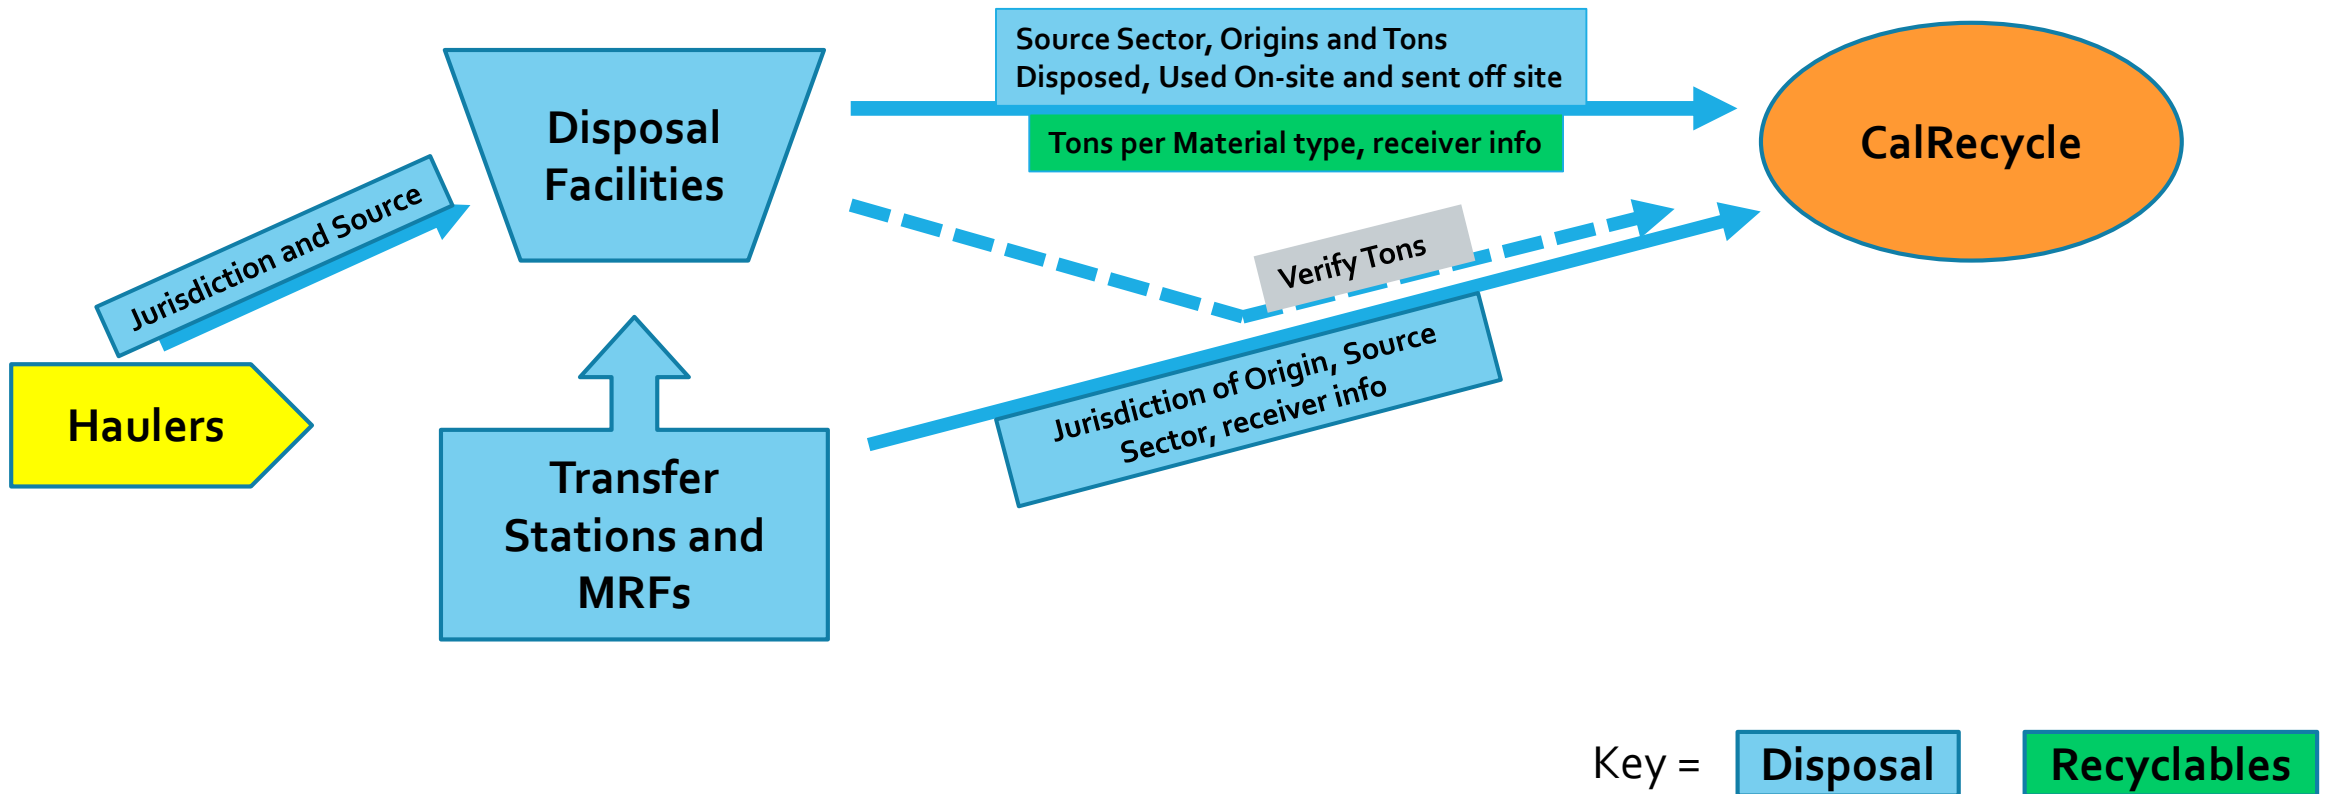 Source Sector, Origins and Tons
Disposed, Used On-site and sent off site
Tons per Material type, receiver info
Disposal
Facilities
CalRecycle
Jurisdiction and Source
Verify Tons
Jurisdiction of Origin, Source
Sector, receiver info
Haulers
Transfer
Stations and
MRFs
Key =
Disposal
Recyclables